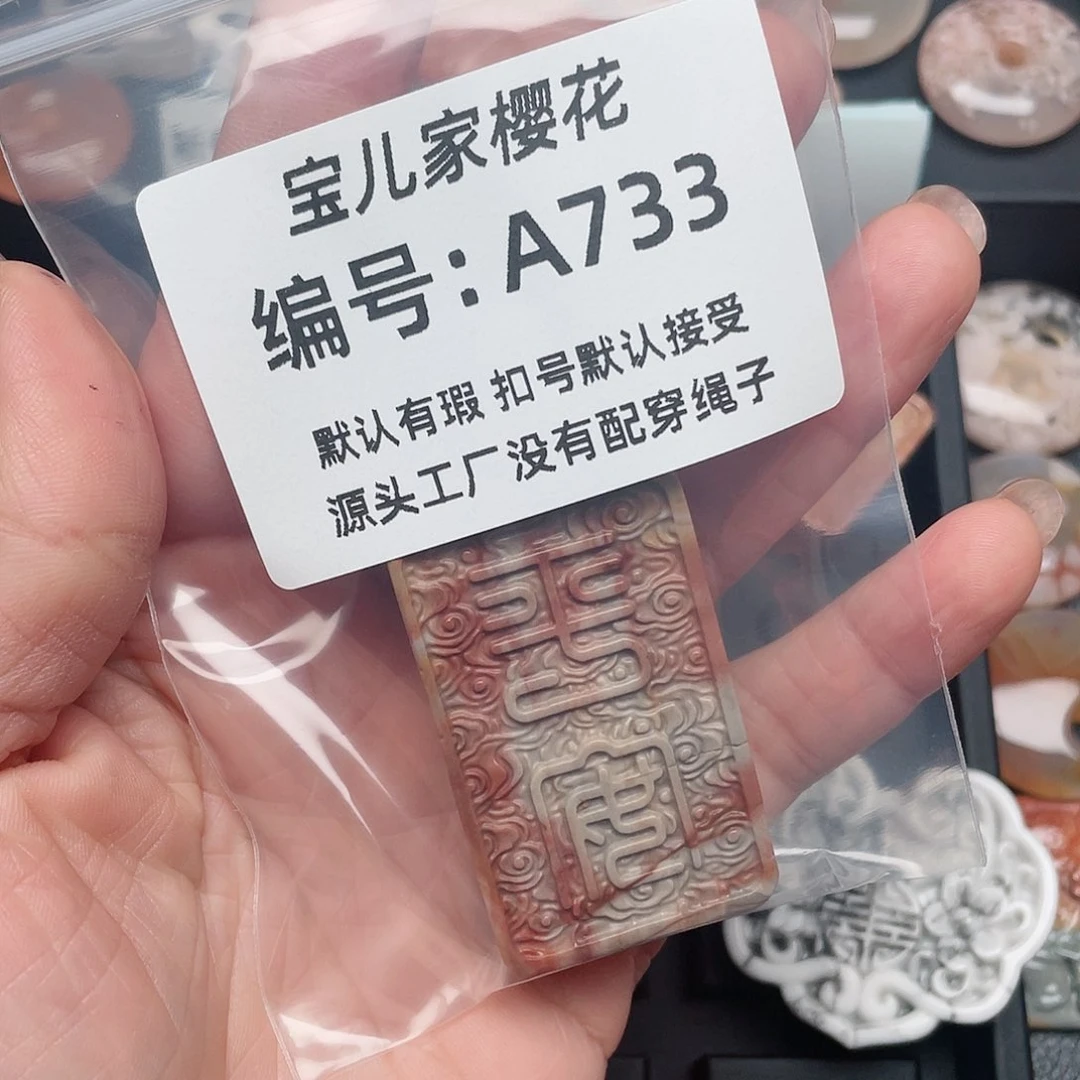 宝儿家樱花
编号：A733
默认有瑕 扣号默认接受
源头工厂没有配穿绳子